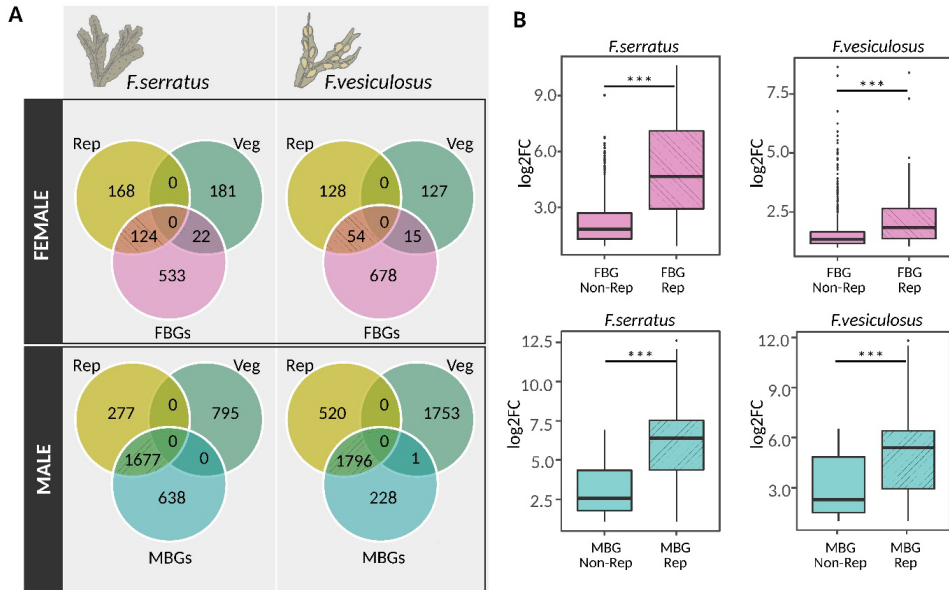 A
F.serratus
F.vesiculosus
FEMALE
Rep
Veg
168
0
181
0
124
22
533
FBGs
Rep
Veg
128
0
127
0
54
15
678
FBGs
MALE
Rep
Veg
277
0
795
0
1677
0
638
MBGs
Rep
Veg
520
0
1753
0
1796
1
228
MBGs
B
F.serratus
***
9.0
6.0
3.0
log2FC
FBG
Non-Rep
FBG
Rep
F.vesiculosus
***
7.5
5.0
2.5
log2FC
FBG
Non-Rep
FBG
Rep
F.serratus
***
12.5
10.0
7.5
5.0
2.5
log2FC
MBG
Non-Rep
MBG
Rep
F.vesiculosus
***
12.0
9.0
6.0
3.0
log2FC
MBG
Non-Rep
MBG
Rep